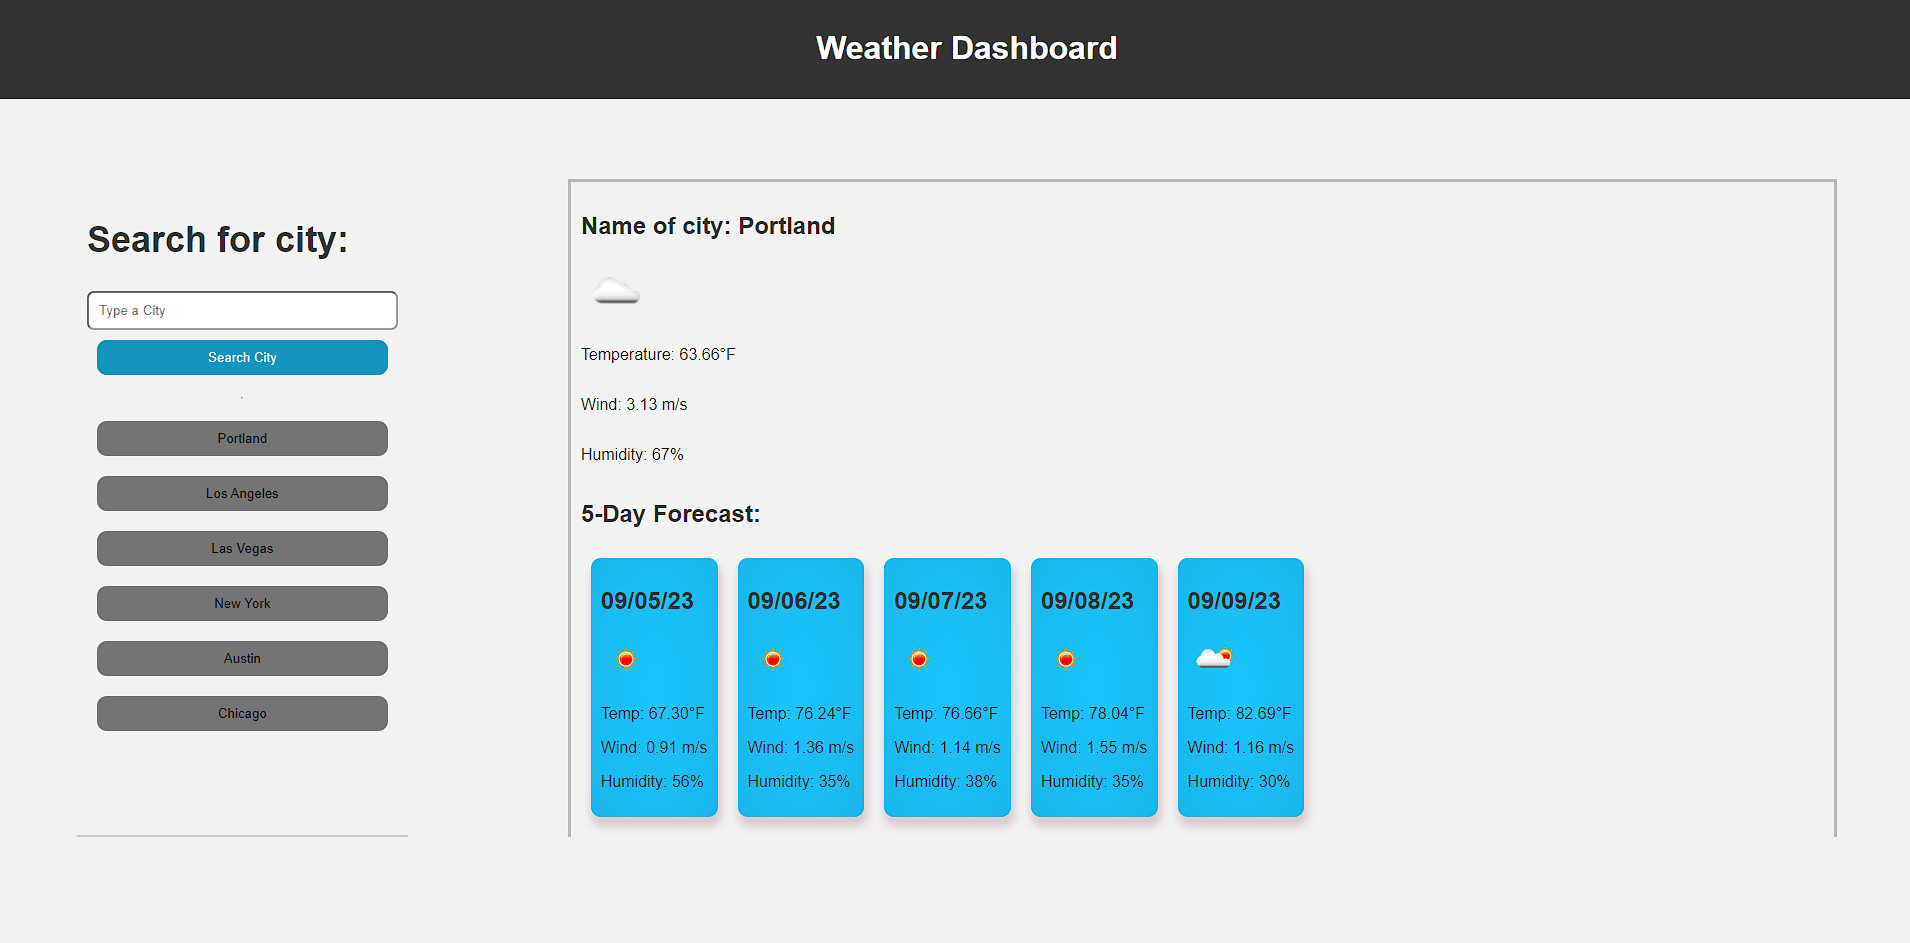 Weather Dashboard
Search for city:
Type a City
Search City
Portland
Los Angeles
Las Vegas
New York
Austin
Chicago
Name of city: Portland
Temperature: 63.66°F
Wind: 3.13 m/s
Humidity: 67%
5-Day Forecast:
09/05/23
Temp: 67.30°F
Wind: 0.91 m/s
Humidity: 56%
09/06/23
Temp: 76.24°F
Wind: 1.36 m/s
Humidity: 35%
09/07/23
Temp: 76.66°F
Wind: 1.14 m/s
Humidity: 38%
09/08/23
Temp: 78.04°F
Wind: 1.55 m/s
Humidity: 35%
09/09/23
Temp: 82.69°F
Wind: 1.16 m/s
Humidity: 30%